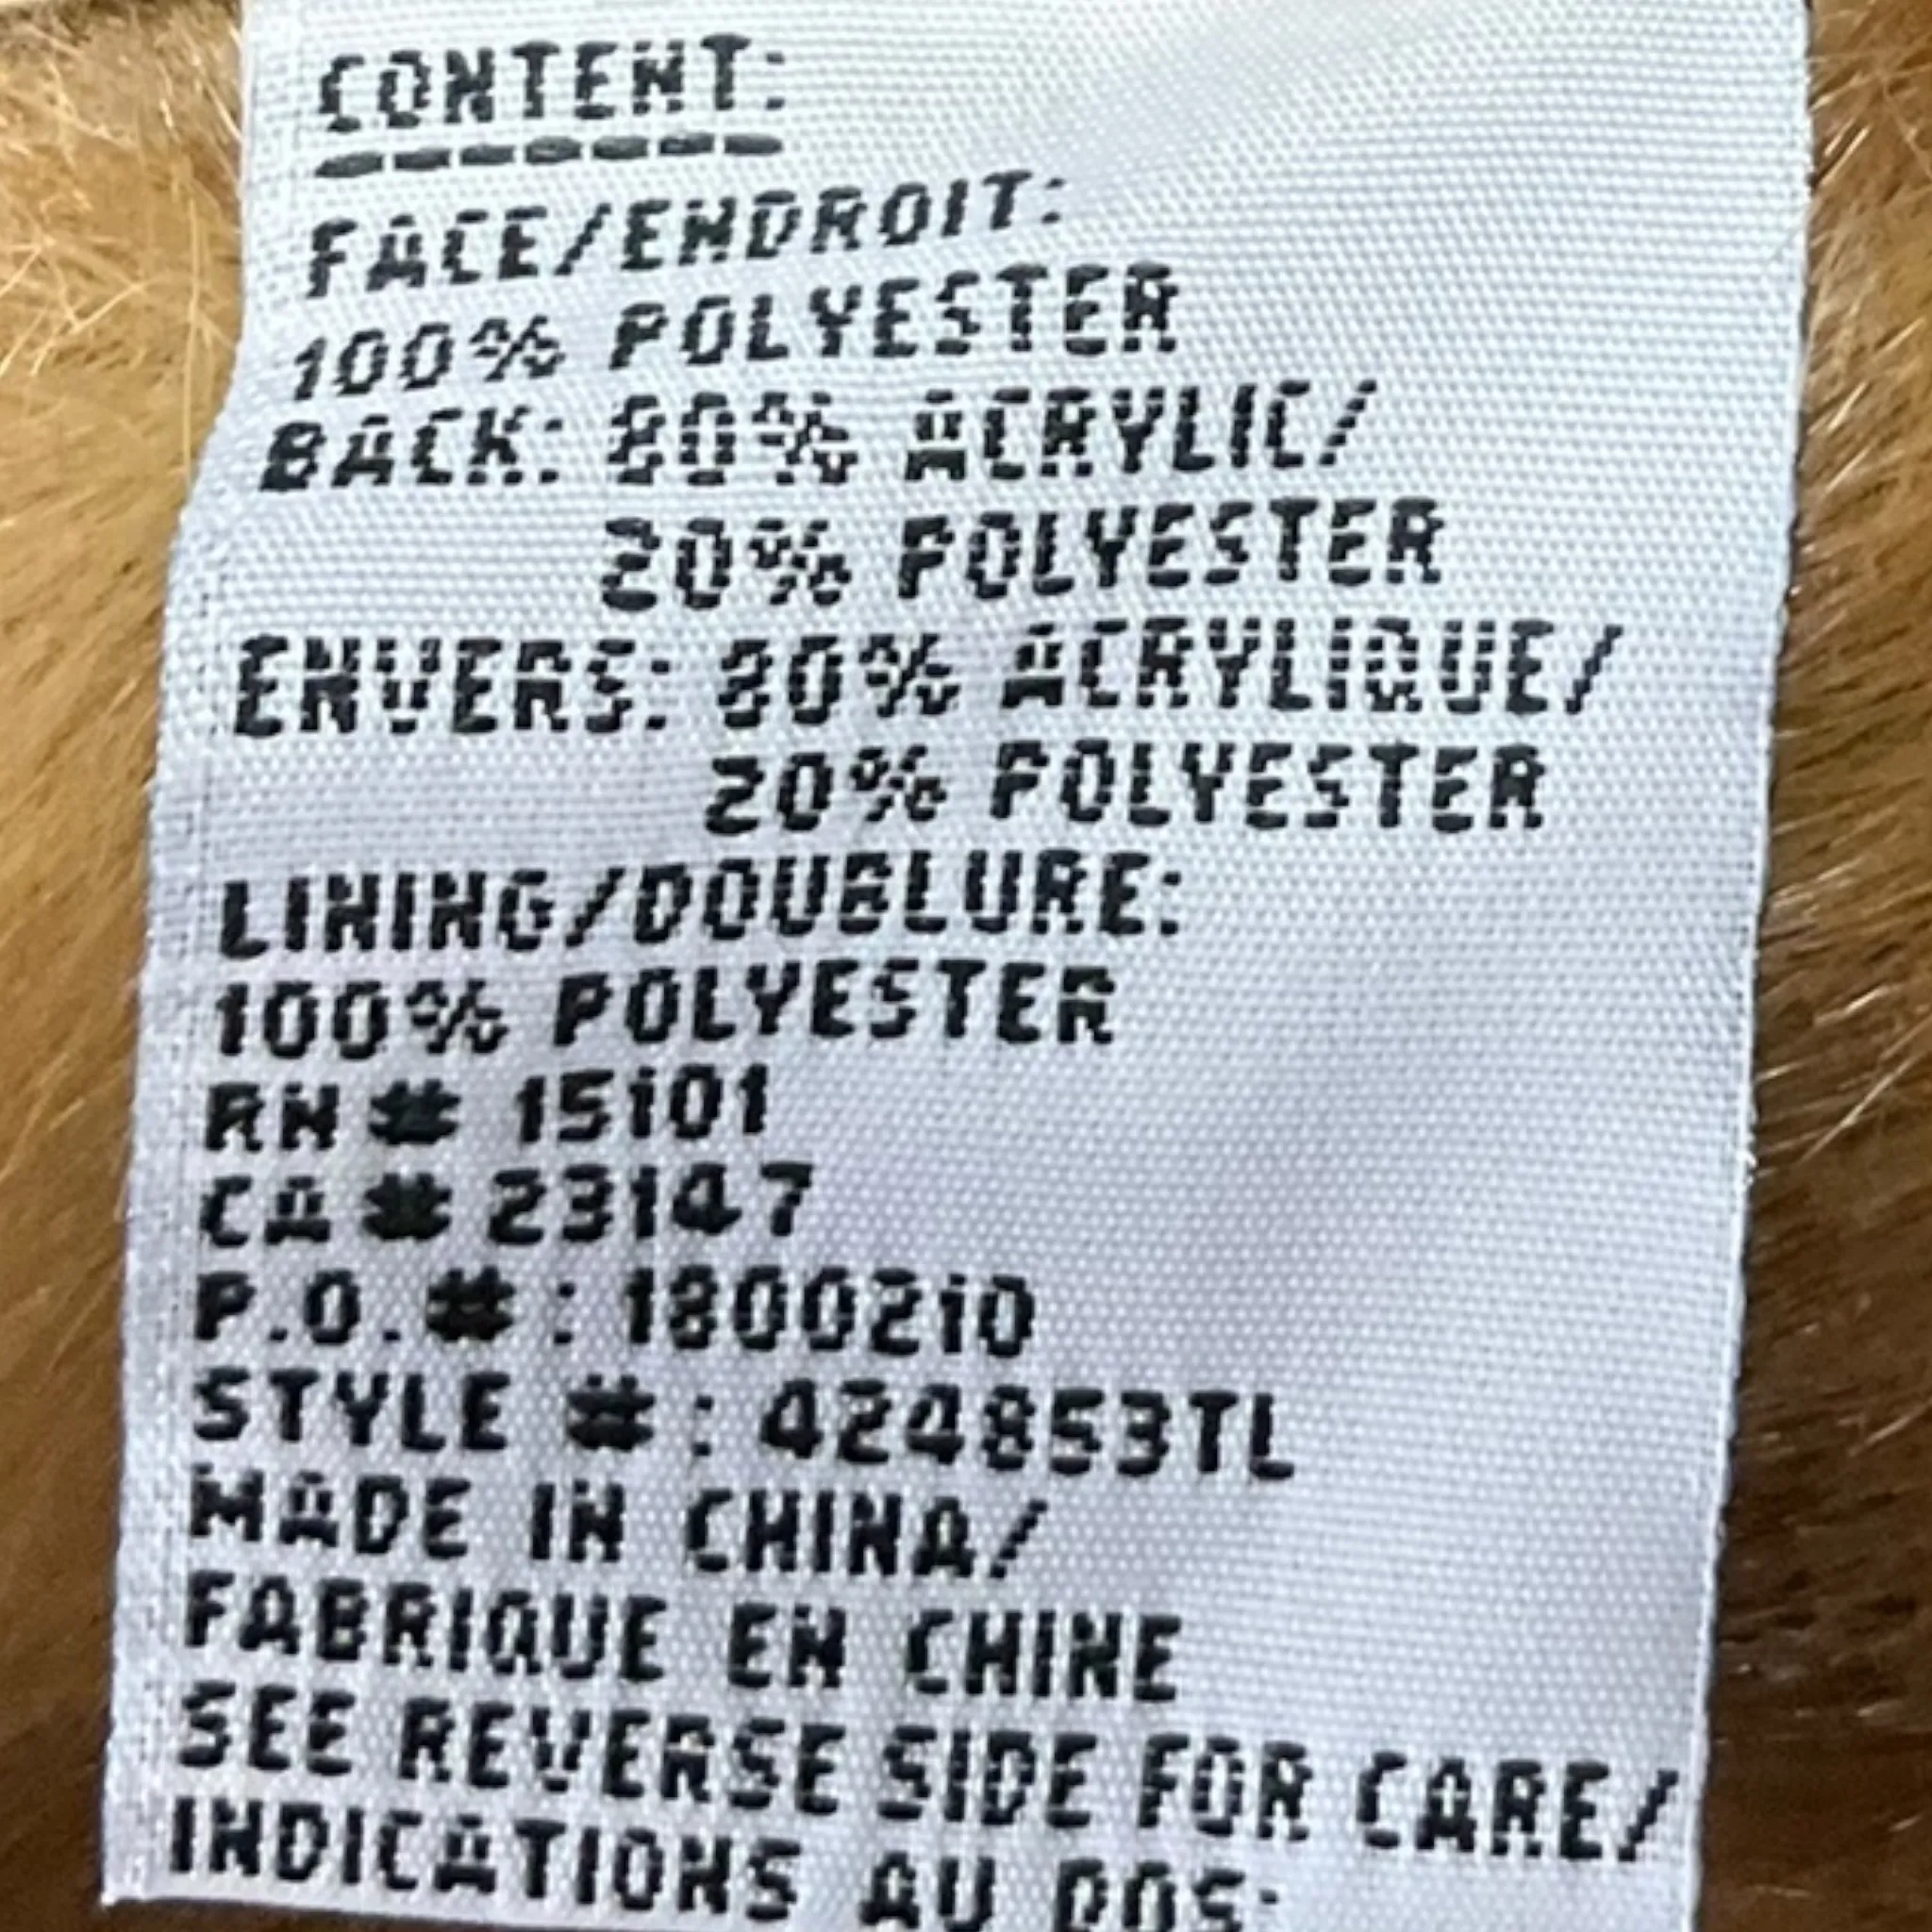 CONTENT:
-------
FACE/ENDROIT:
100% POLYESTER
BACK: 80% ACRYLIC/
20% POLYESTER
ENVERS: 80% ACRYLIQUE/
20% POLYESTER
LINING/DOUBLURE:
100% POLYESTER
RN # 15101
CA # 23147
P.O.#: 1800210
STYLE #: 424853TL
MADE IN CHINA/
FABRIQUE EN CHINE
SEE REVERSE SIDE FOR CARE/
INDICATIONS AU DOS: